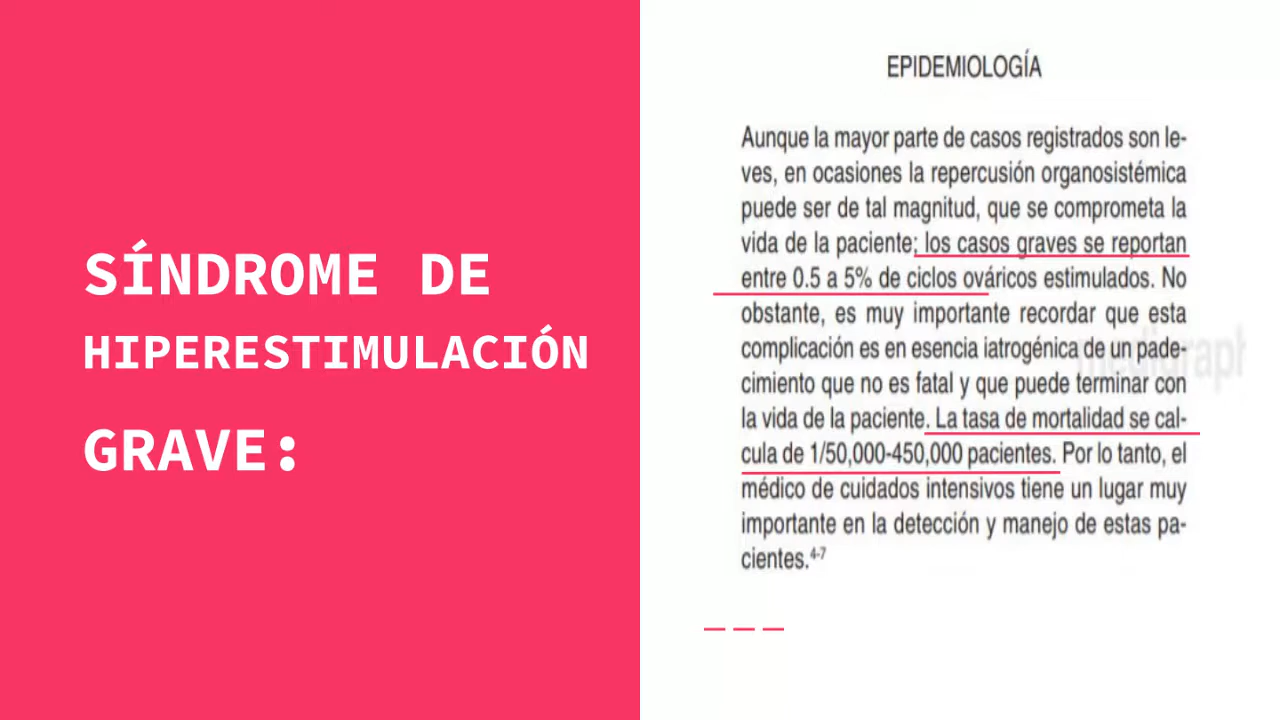 SÍNDROME DE
HIPERESTIMULACIÓN
GRAVE:
EPIDEMIOLOGÍA
Aunque la mayor parte de casos registrados son le-
ves, en ocasiones la repercusión organosistémica
puede ser de tal magnitud, que se comprometa la
vida de la paciente; los casos graves se reportan
entre 0.5 a 5% de ciclos ováricos estimulados. No
obstante, es muy importante recordar que esta
complicación es en esencia iatrogénica de un pade-
cimiento que no es fatal y que puede terminar con
la vida de la paciente. La tasa de mortalidad se cal-
cula de 1/50,000-450,000 pacientes. Por lo tanto, el
médico de cuidados intensivos tiene un lugar muy
importante en la detección y manejo de estas pa-
cientes.4-7